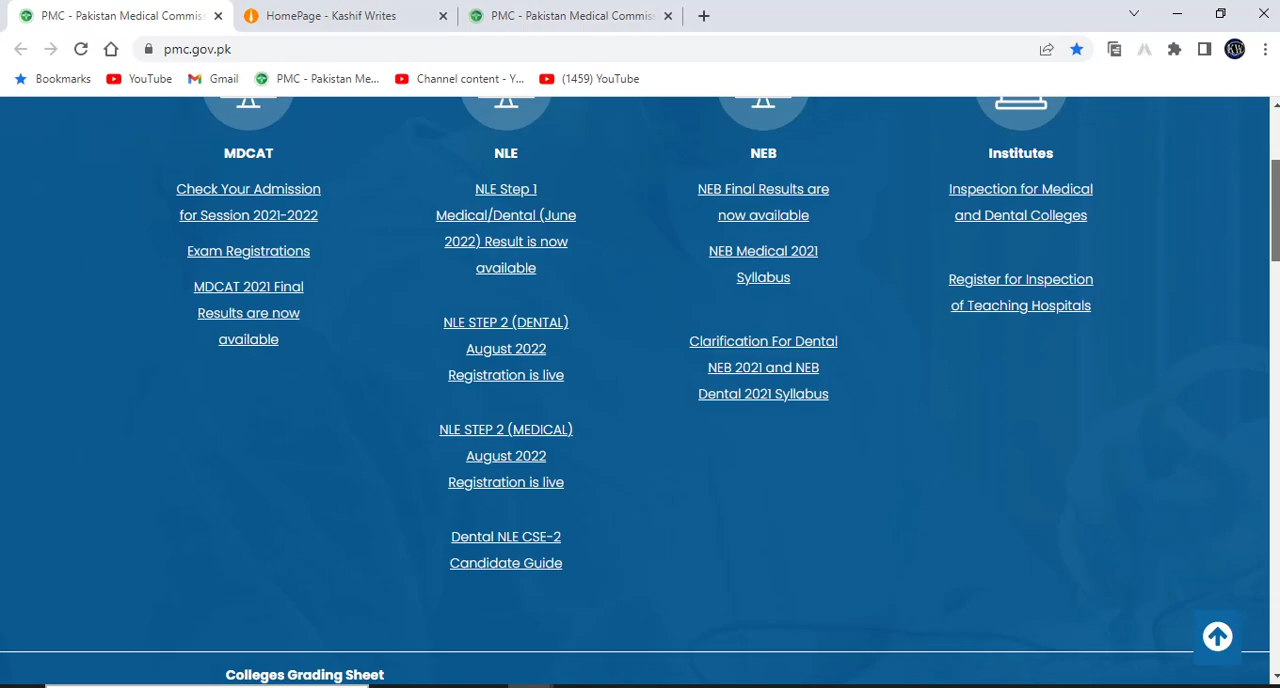 PMC - Pakistan Medical Commis
HomePage - Kashif Writes
PMC - Pakistan Medical Commis
pmc.gov.pk
Bookmarks
YouTube
Gmail
PMC - Pakistan Me...
Channel content - Y...
(1459) YouTube
MDCAT
Check Your Admission
for Session 2021-2022
Exam Registrations
MDCAT 2021 Final
Results are now
available
NLE
NLE Step 1
Medical/Dental (June
2022) Result is now
available
NLE STEP 2 (DENTAL)
August 2022
Registration is live
NLE STEP 2 (MEDICAL)
August 2022
Registration is live
Dental NLE CSE-2
Candidate Guide
NEB
NEB Final Results are
now available
NEB Medical 2021
Syllabus
Clarification For Dental
NEB 2021 and NEB
Dental 2021 Syllabus
Institutes
Inspection for Medical
and Dental Colleges
Register for Inspection
of Teaching Hospitals
Colleges Grading Sheet
KW